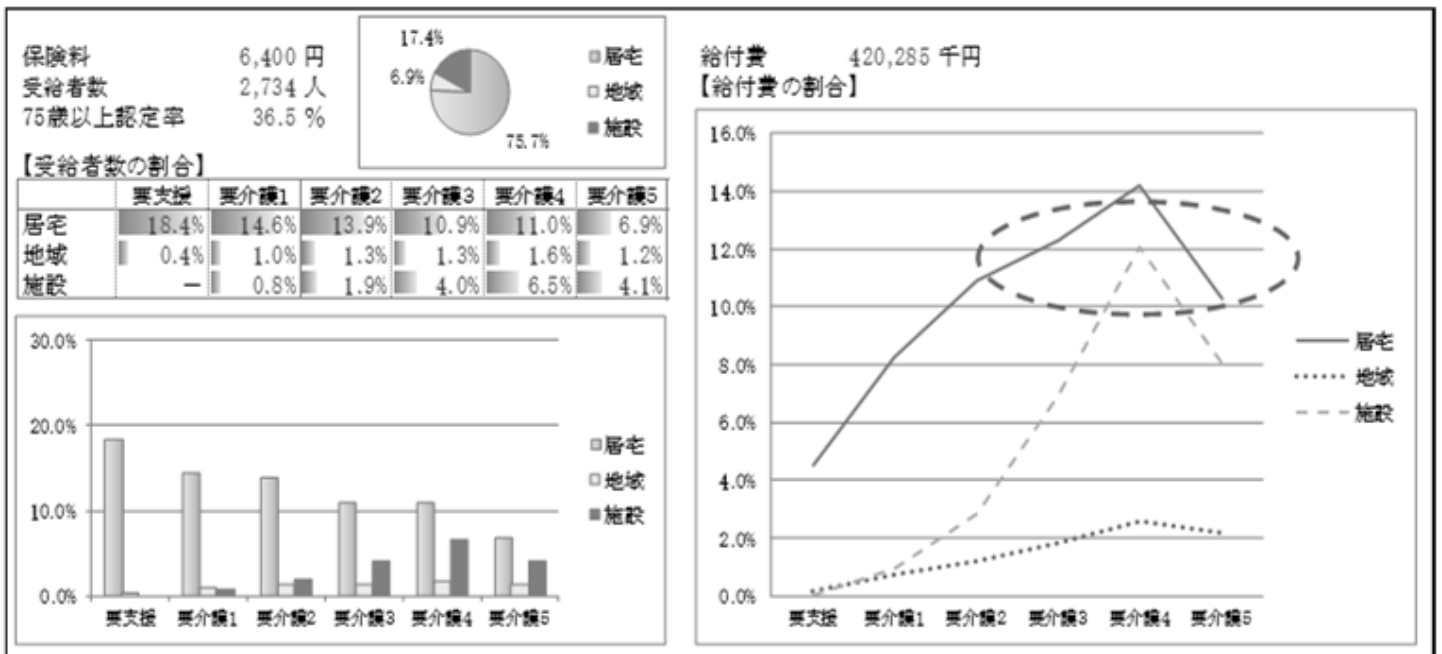 保険料 6,400 円
受給者数 2,734 人
75歳以上認定率 36.5 %
17.4%
6.9%
75.7%
居宅
地域
施設
【受給者数の割合】
要支援 要介護1 要介護2 要介護3 要介護4 要介護5
居宅 18.4% 14.6% 13.9% 10.9% 11.0% 6.9%
地域 0.4% 1.0% 1.3% 1.3% 1.6% 1.2%
施設 － 0.8% 1.9% 4.0% 6.5% 4.1%
30.0%
20.0%
10.0%
0.0%
要支援 要介護1 要介護2 要介護3 要介護4 要介護5
居宅
地域
施設
給付費 420,285 千円
【給付費の割合】
16.0%
14.0%
12.0%
10.0%
8.0%
6.0%
4.0%
2.0%
0.0%
要支援 要介護1 要介護2 要介護3 要介護4 要介護5
居宅
地域
施設